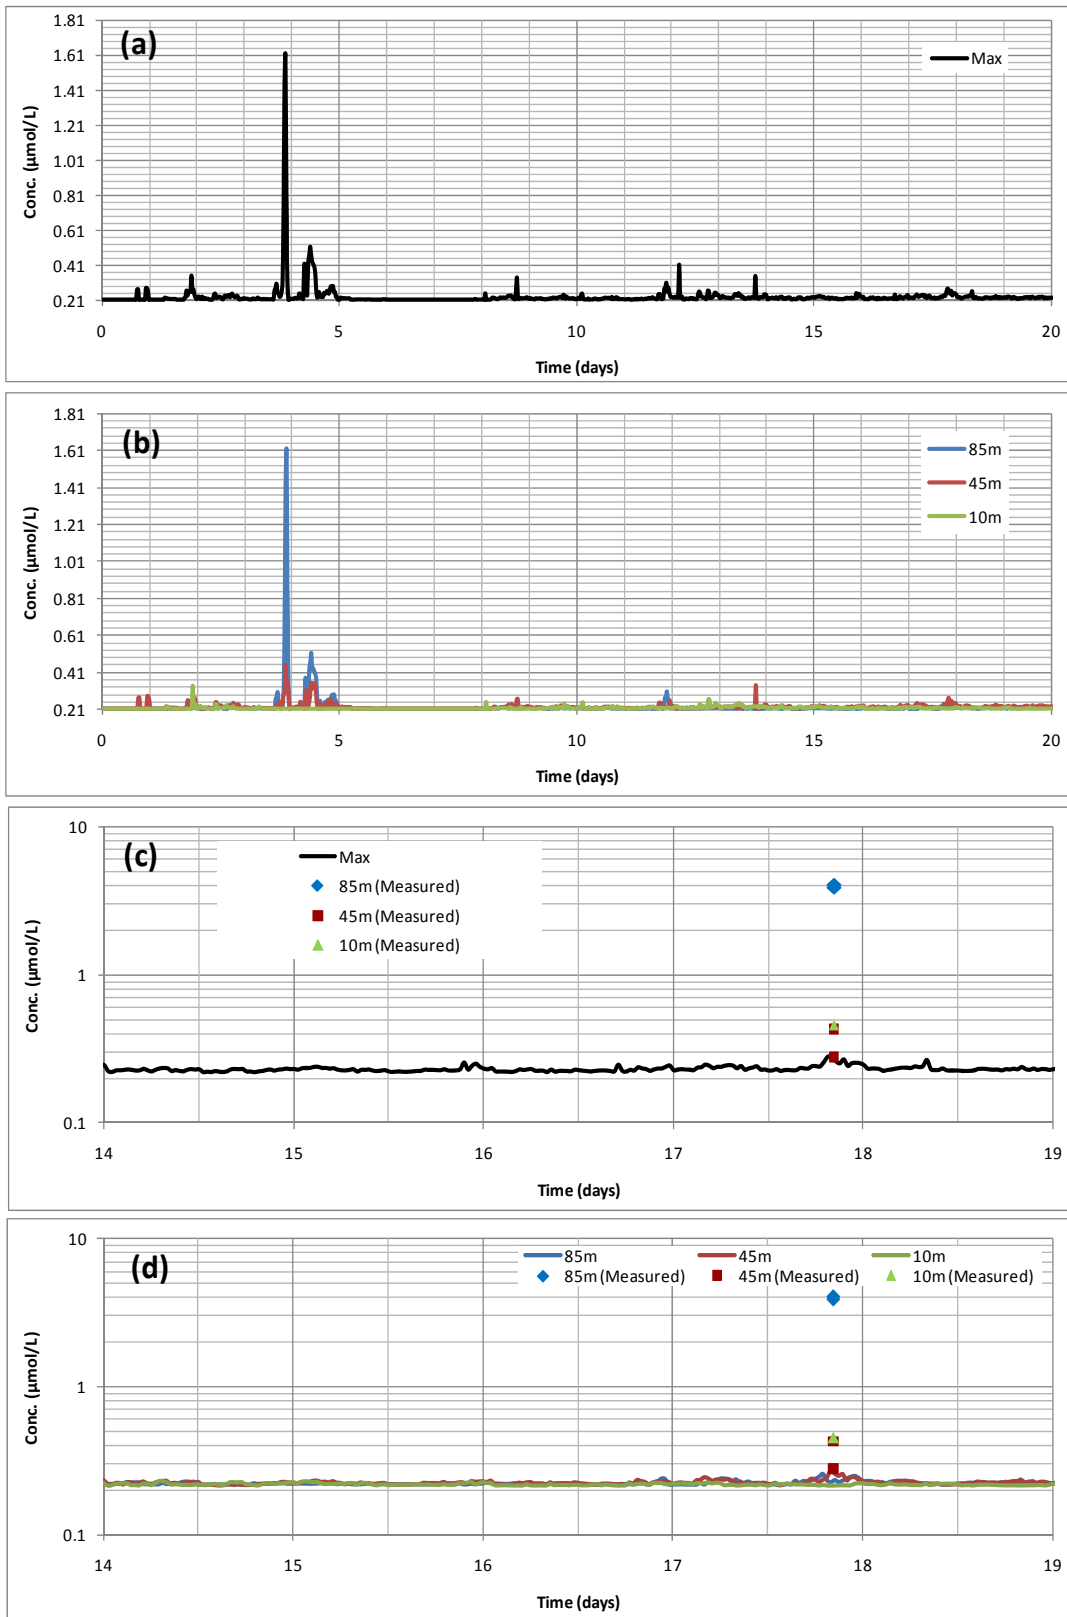 (a)
Max
1.81
1.61
1.41
1.21
1.01
0.81
0.61
0.41
0.21
Conc. (µmol/L)
0 5 10 15 20
Time (days)
(b)
85m
45m
10m
1.81
1.61
1.41
1.21
1.01
0.81
0.61
0.41
0.21
Conc. (µmol/L)
0 5 10 15 20
Time (days)
(c)
Max
85m (Measured)
45m (Measured)
10m (Measured)
10
1
0.1
Conc. (µmol/L)
14 15 16 17 18 19
Time (days)
(d)
85m 45m 10m
85m (Measured) 45m (Measured) 10m (Measured)
10
1
0.1
Conc. (µmol/L)
14 15 16 17 18 19
Time (days)